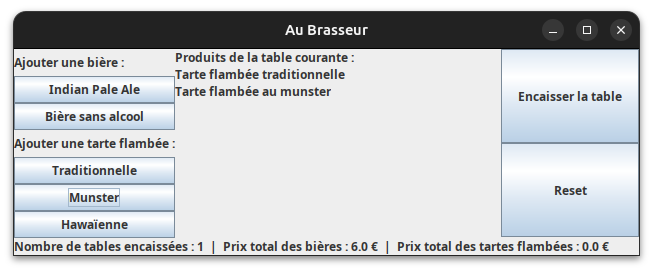 Au Brasseur
Ajouter une bière :
Indian Pale Ale
Bière sans alcool
Ajouter une tarte flambée :
Traditionnelle
Munster
Hawaïenne
Produits de la table courante :
Tarte flambée traditionnelle
Tarte flambée au munster
Encaisser la table
Reset
Nombre de tables encaissées : 1 | Prix total des bières : 6.0 € | Prix total des tartes flambées : 0.0 €